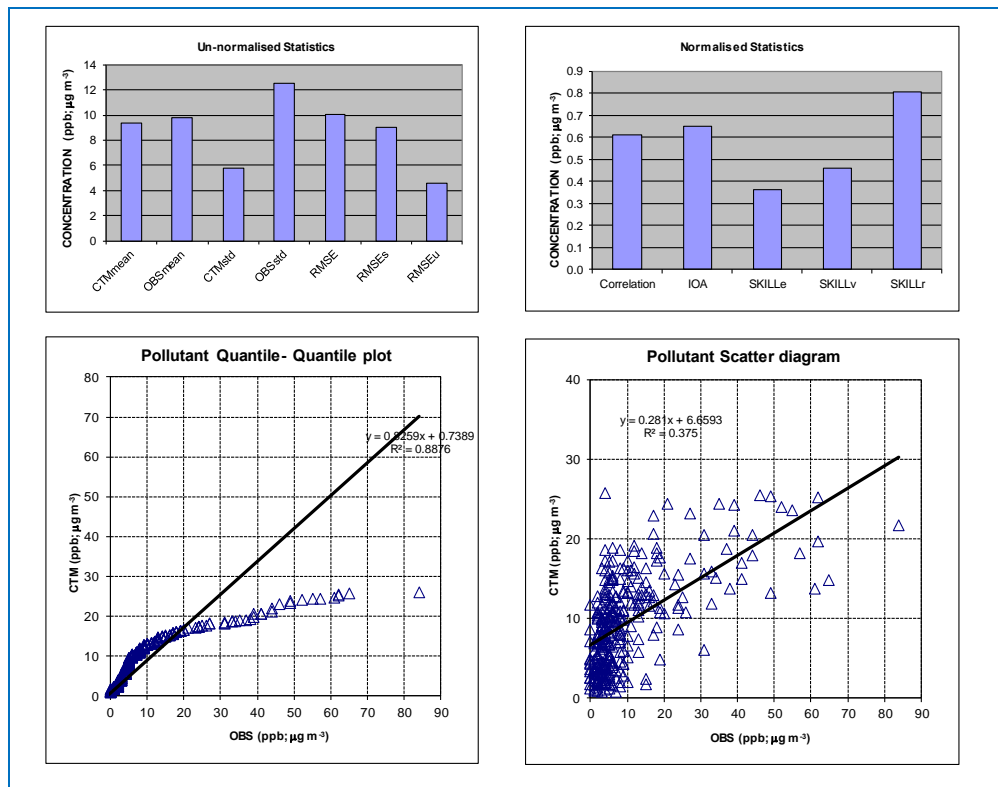 Un-normalised Statistics
CONCENTRATION (ppb; µg m-3)
14
12
10
8
6
4
2
0
CTMmean
OBSmean
CTMstd
OBSstd
RMSE
RMSEs
RMSEu
Normalised Statistics
CONCENTRATION (ppb; µg m-3)
0.9
0.8
0.7
0.6
0.5
0.4
0.3
0.2
0.1
0.0
Correlation IOA SKILLe SKILLv SKILLr
Pollutant Quantile- Quantile plot
CTM (ppb; µg m-3)
80
70
60
50
40
30
20
10
0
y = 0.8259x + 0.7389
R² = 0.8876
0 10 20 30 40 50 60 70 80 90
OBS (ppb; µg m-3)
Pollutant Scatter diagram
CTM (ppb; µg m-3)
40
30
20
10
0
y = 0.281x + 6.6593
R² = 0.375
0 10 20 30 40 50 60 70 80 90
OBS (ppb; µg m-3)